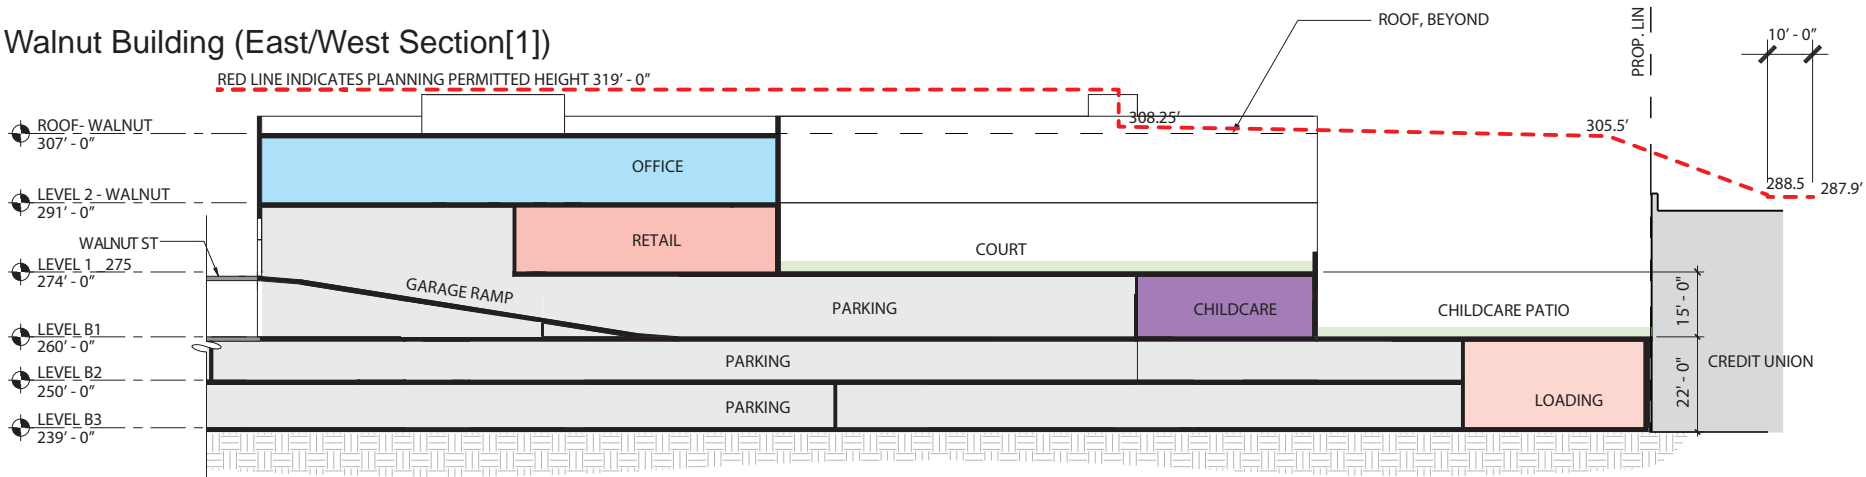 Walnut Building (East/West Section[1])
RED LINE INDICATES PLANNING PERMITTED HEIGHT 319' - 0"
ROOF, BEYOND
PROP. LIN
10' - 0"
ROOF- WALNUT
307' - 0"
308.25'
305.5'
OFFICE
LEVEL 2 - WALNUT
291' - 0"
288.5
287.9'
WALNUT ST
RETAIL
COURT
LEVEL 1_275
274' - 0"
GARAGE RAMP
PARKING
CHILDCARE
CHILDCARE PATIO
15' - 0"
LEVEL B1
260' - 0"
PARKING
CREDIT UNION
LEVEL B2
250' - 0"
22' - 0"
PARKING
LOADING
LEVEL B3
239' - 0"